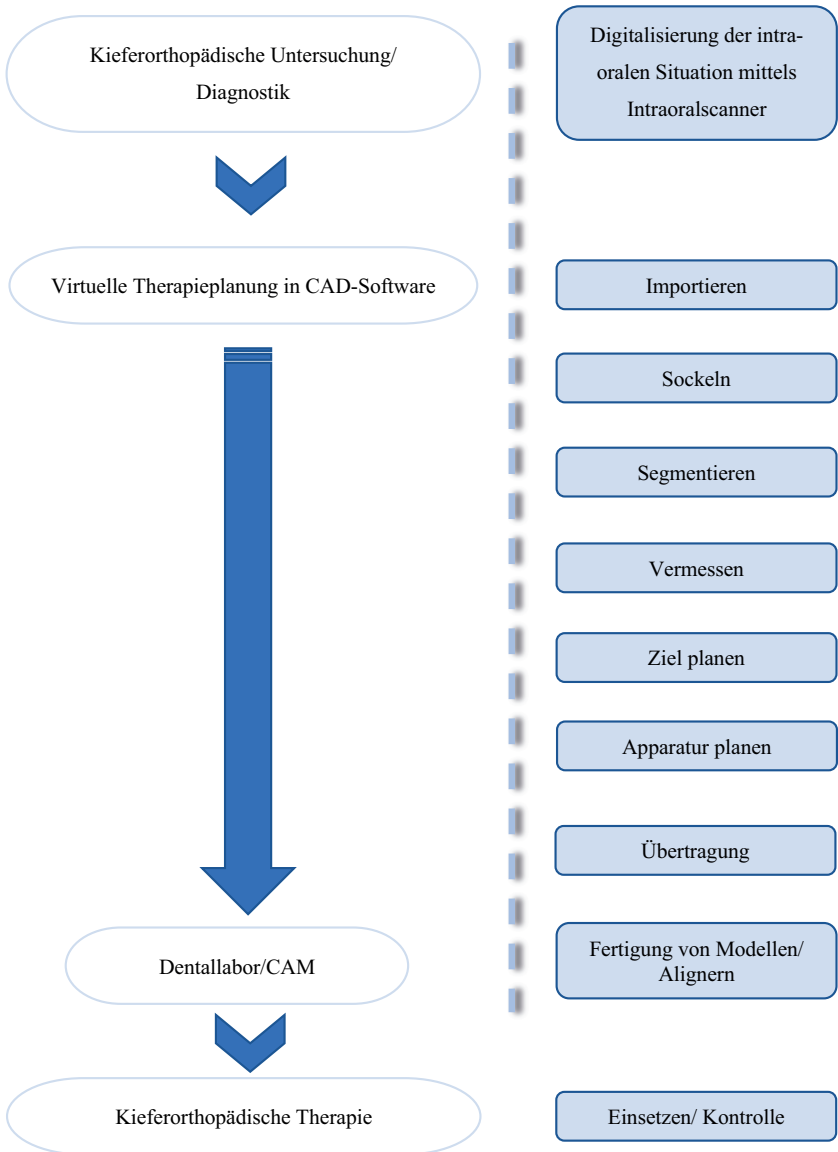 Kieferorthopädische Untersuchung/
Diagnostik
Digitalisierung der intra-
oralen Situation mittels
Intraoralscanner
Virtuelle Therapieplanung in CAD-Software
Importieren
Sockeln
Segmentieren
Vermessen
Ziel planen
Apparatur planen
Übertragung
Dentallabor/CAM
Fertigung von Modellen/
Alignern
Kieferorthopädische Therapie
Einsetzen/ Kontrolle